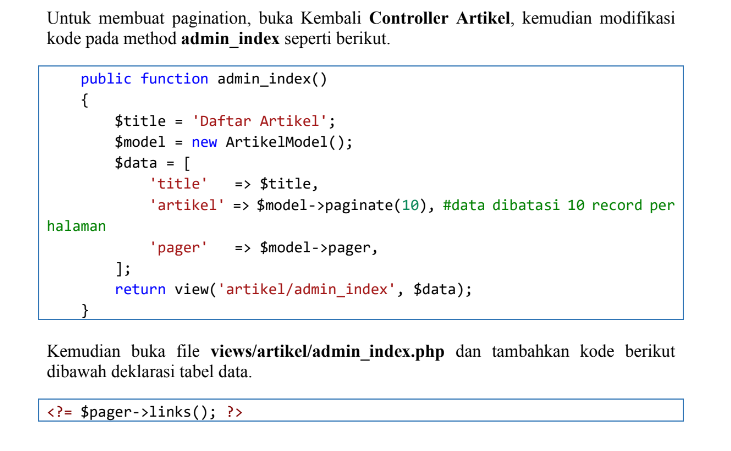 Untuk membuat pagination, buka Kembali Controller Artikel, kemudian modifikasi
kode pada method admin_index seperti berikut.
    public function admin_index()
    {
        $title = 'Daftar Artikel';
        $model = new ArtikelModel();
        $data = [
            'title'   => $title,
            'artikel' => $model->paginate(10), #data dibatasi 10 record per
halaman
            'pager'   => $model->pager,
        ];
        return view('artikel/admin_index', $data);
    }
Kemudian buka file views/artikel/admin_index.php dan tambahkan kode berikut
dibawah deklarasi tabel data.
<?= $pager->links(); ?>